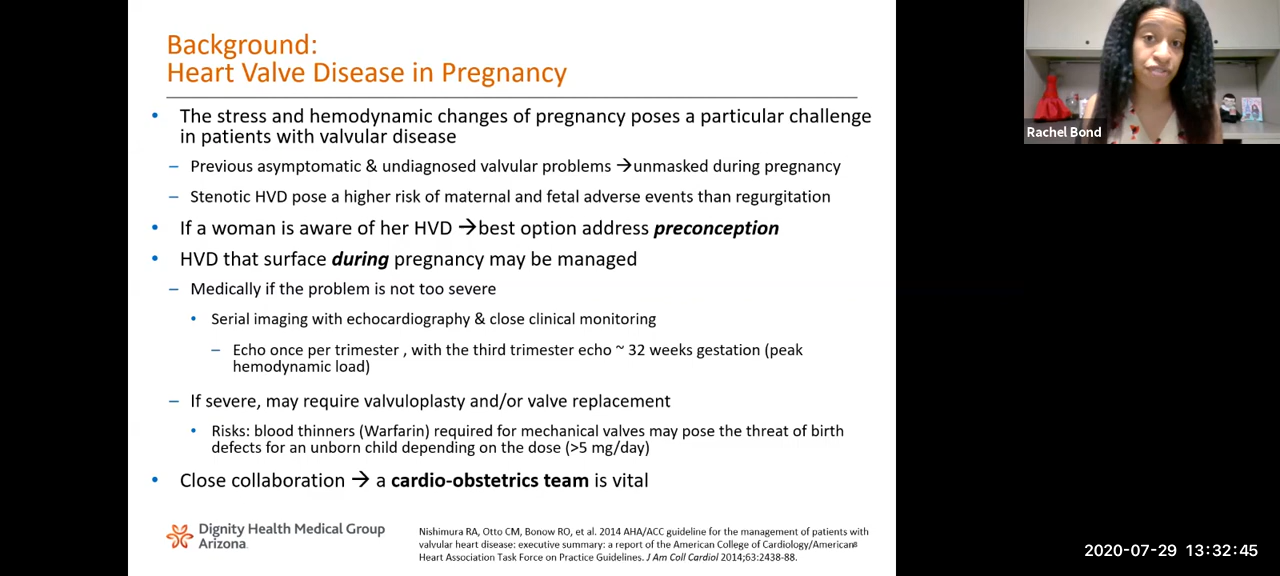 Background:
Heart Valve Disease in Pregnancy
• The stress and hemodynamic changes of pregnancy poses a particular challenge
in patients with valvular disease
– Previous asymptomatic & undiagnosed valvular problems →unmasked during pregnancy
– Stenotic HVD pose a higher risk of maternal and fetal adverse events than regurgitation
• If a woman is aware of her HVD →best option address preconception
• HVD that surface during pregnancy may be managed
– Medically if the problem is not too severe
• Serial imaging with echocardiography & close clinical monitoring
– Echo once per trimester , with the third trimester echo ~ 32 weeks gestation (peak
hemodynamic load)
– If severe, may require valvuloplasty and/or valve replacement
• Risks: blood thinners (Warfarin) required for mechanical valves may pose the threat of birth
defects for an unborn child depending on the dose (>5 mg/day)
• Close collaboration → a cardio-obstetrics team is vital
Dignity Health Medical Group
Arizona
Nishimura RA, Otto CM, Bonow RO, et al. 2014 AHA/ACC guideline for the management of patients with
valvular heart disease: executive summary: a report of the American College of Cardiology/American
Heart Association Task Force on Practice Guidelines. J Am Coll Cardiol 2014;63:2438-88.
Rachel Bond
2020-07-29 13:32:45